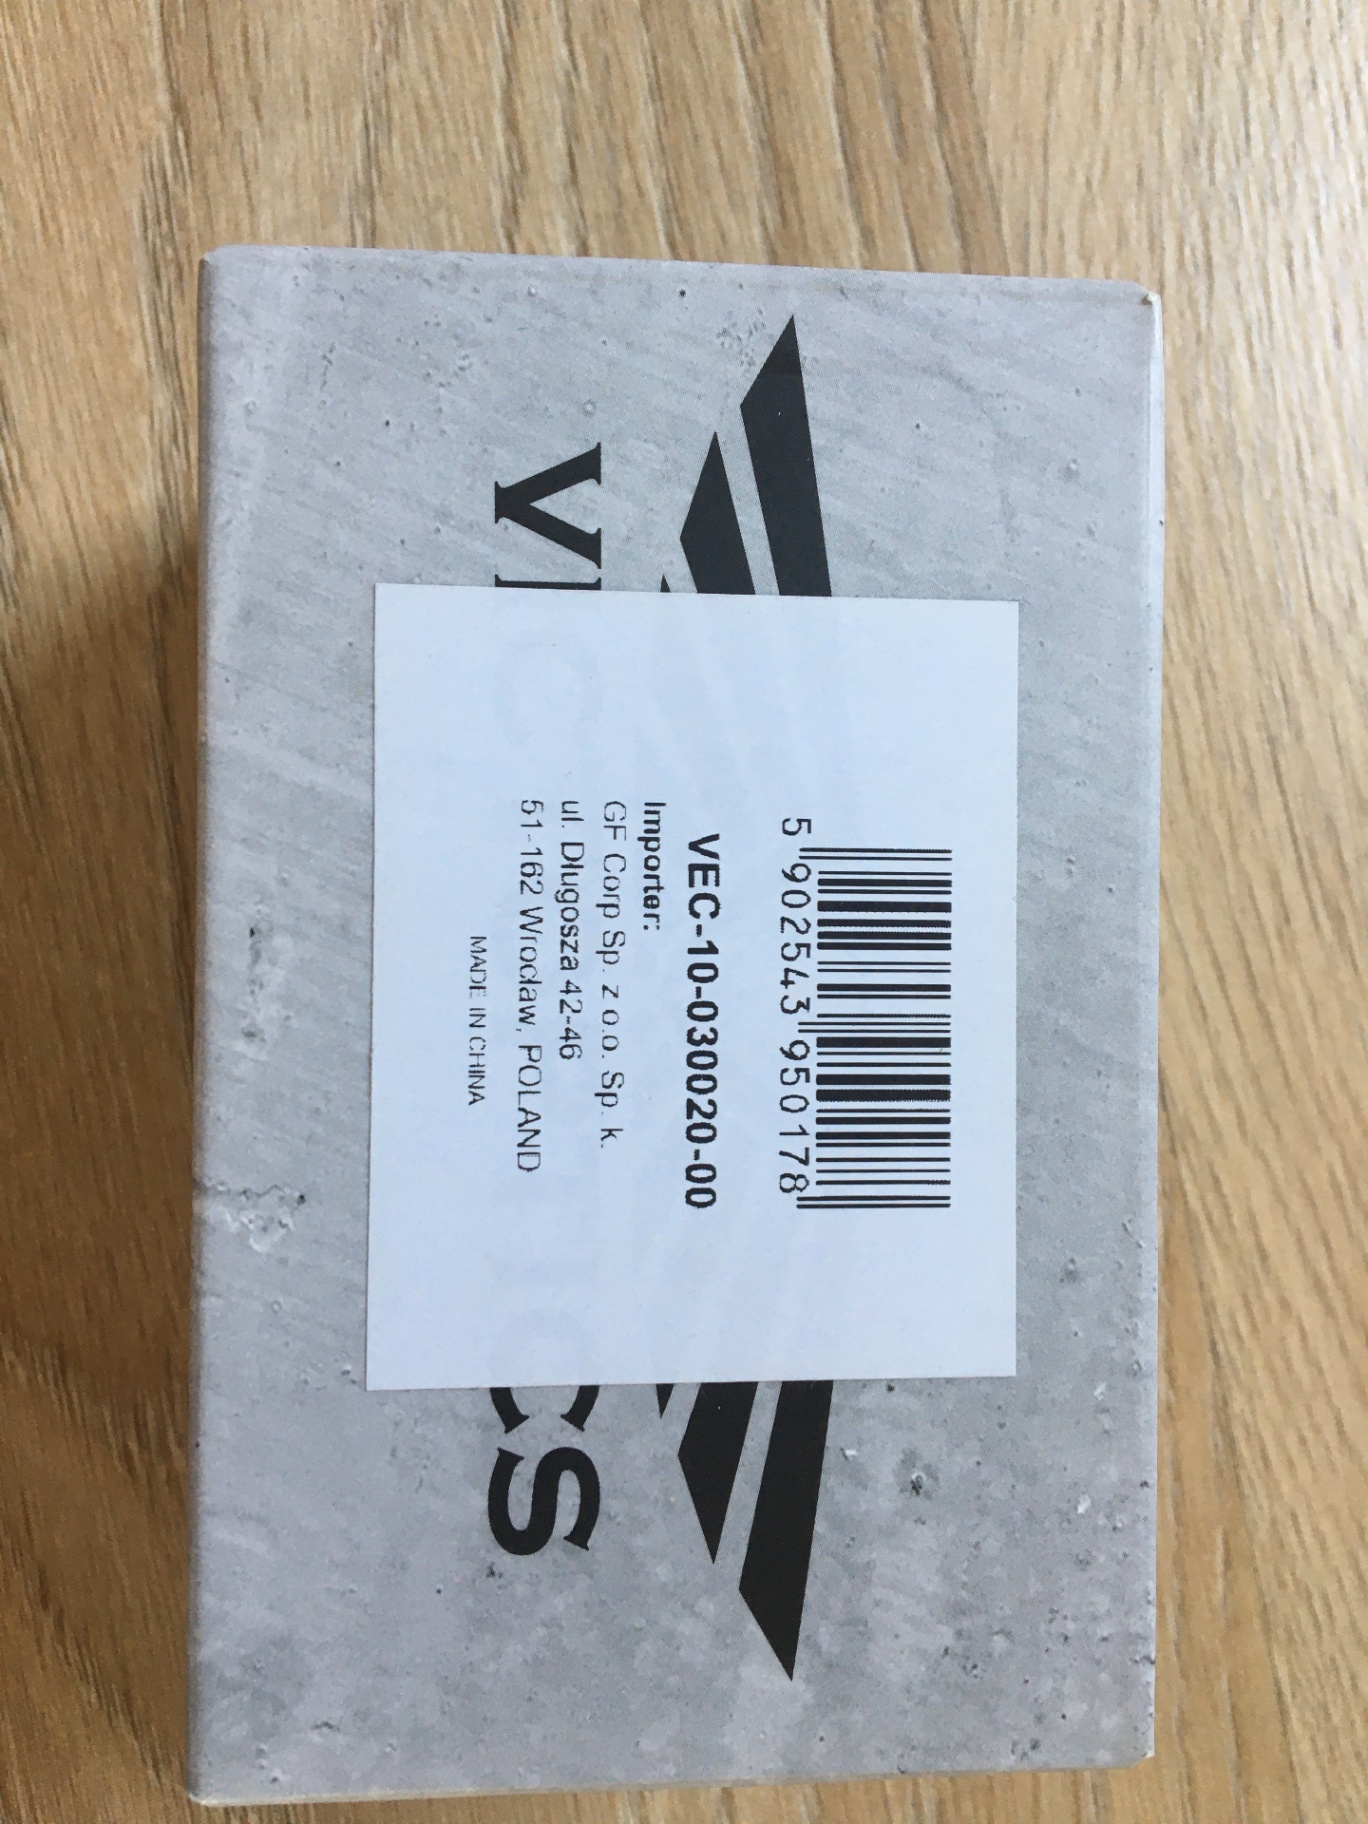 5 902543 950178
VEC-10-030020-00
Importer:
GF Corp Sp. z o.o. Sp. k.
ul. Długosza 42-46
51-162 Wrocław, POLAND
MADE IN CHINA